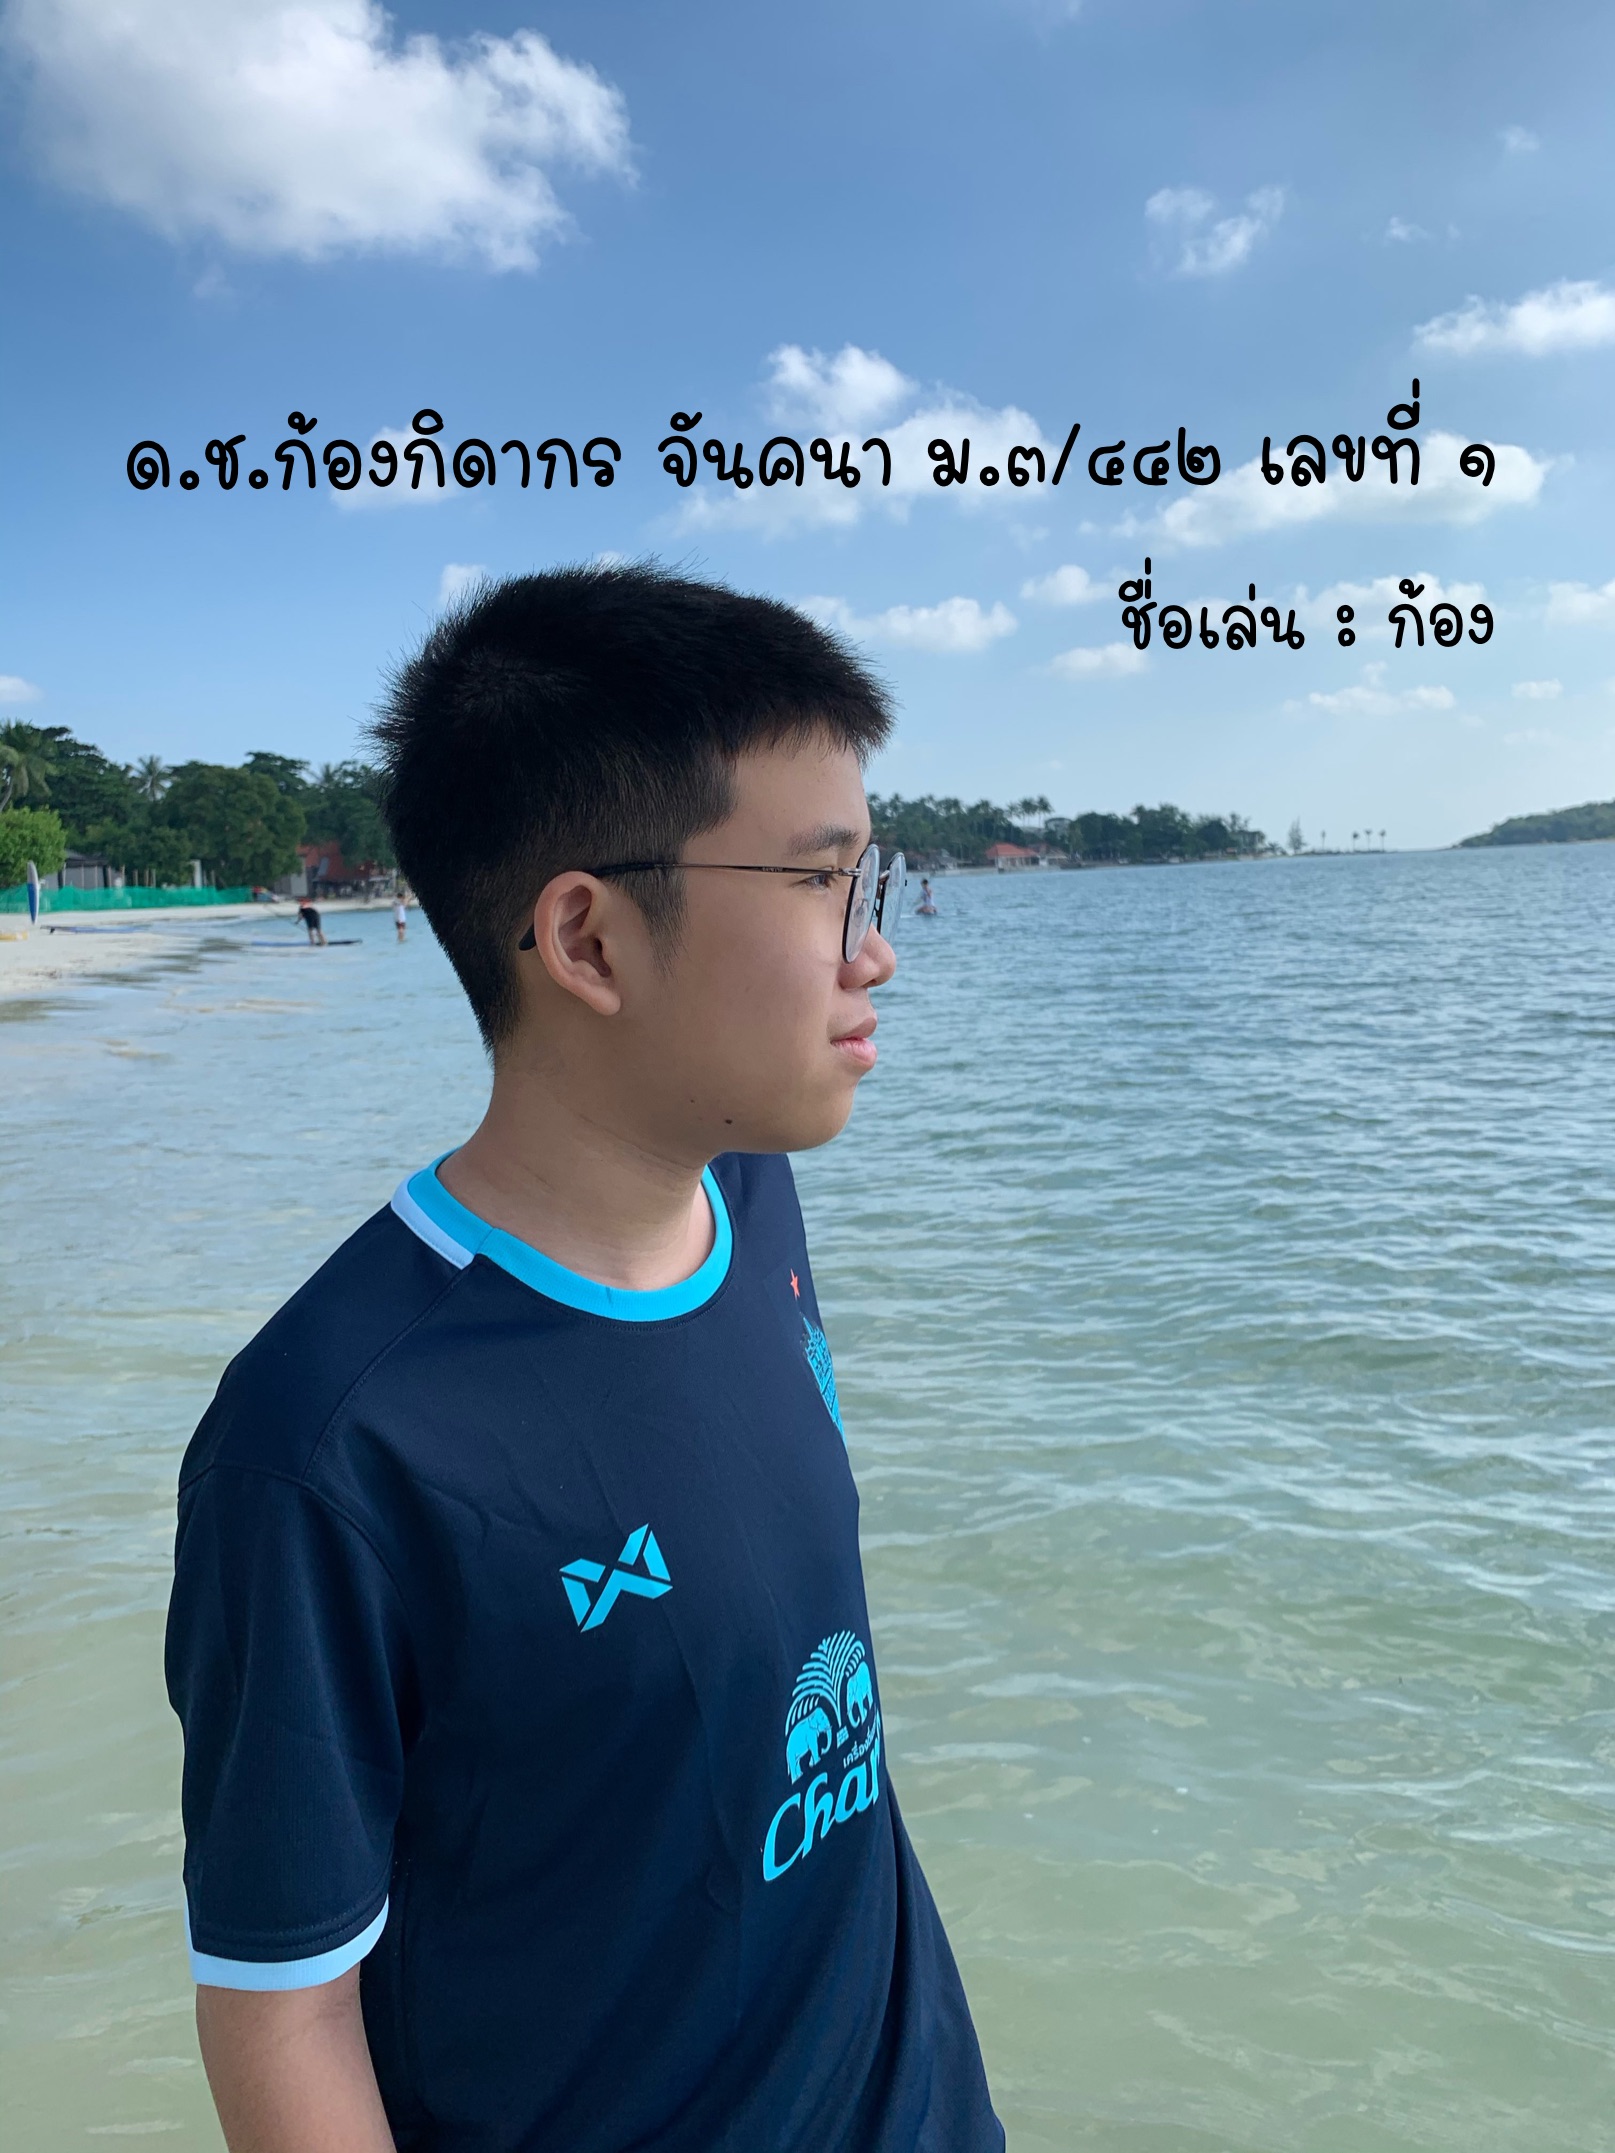 ด.ช.ก้องกิดากร จันคนา ม.๓/๔๔๒ เลขที่ ๑
ชื่อเล่น : ก้อง